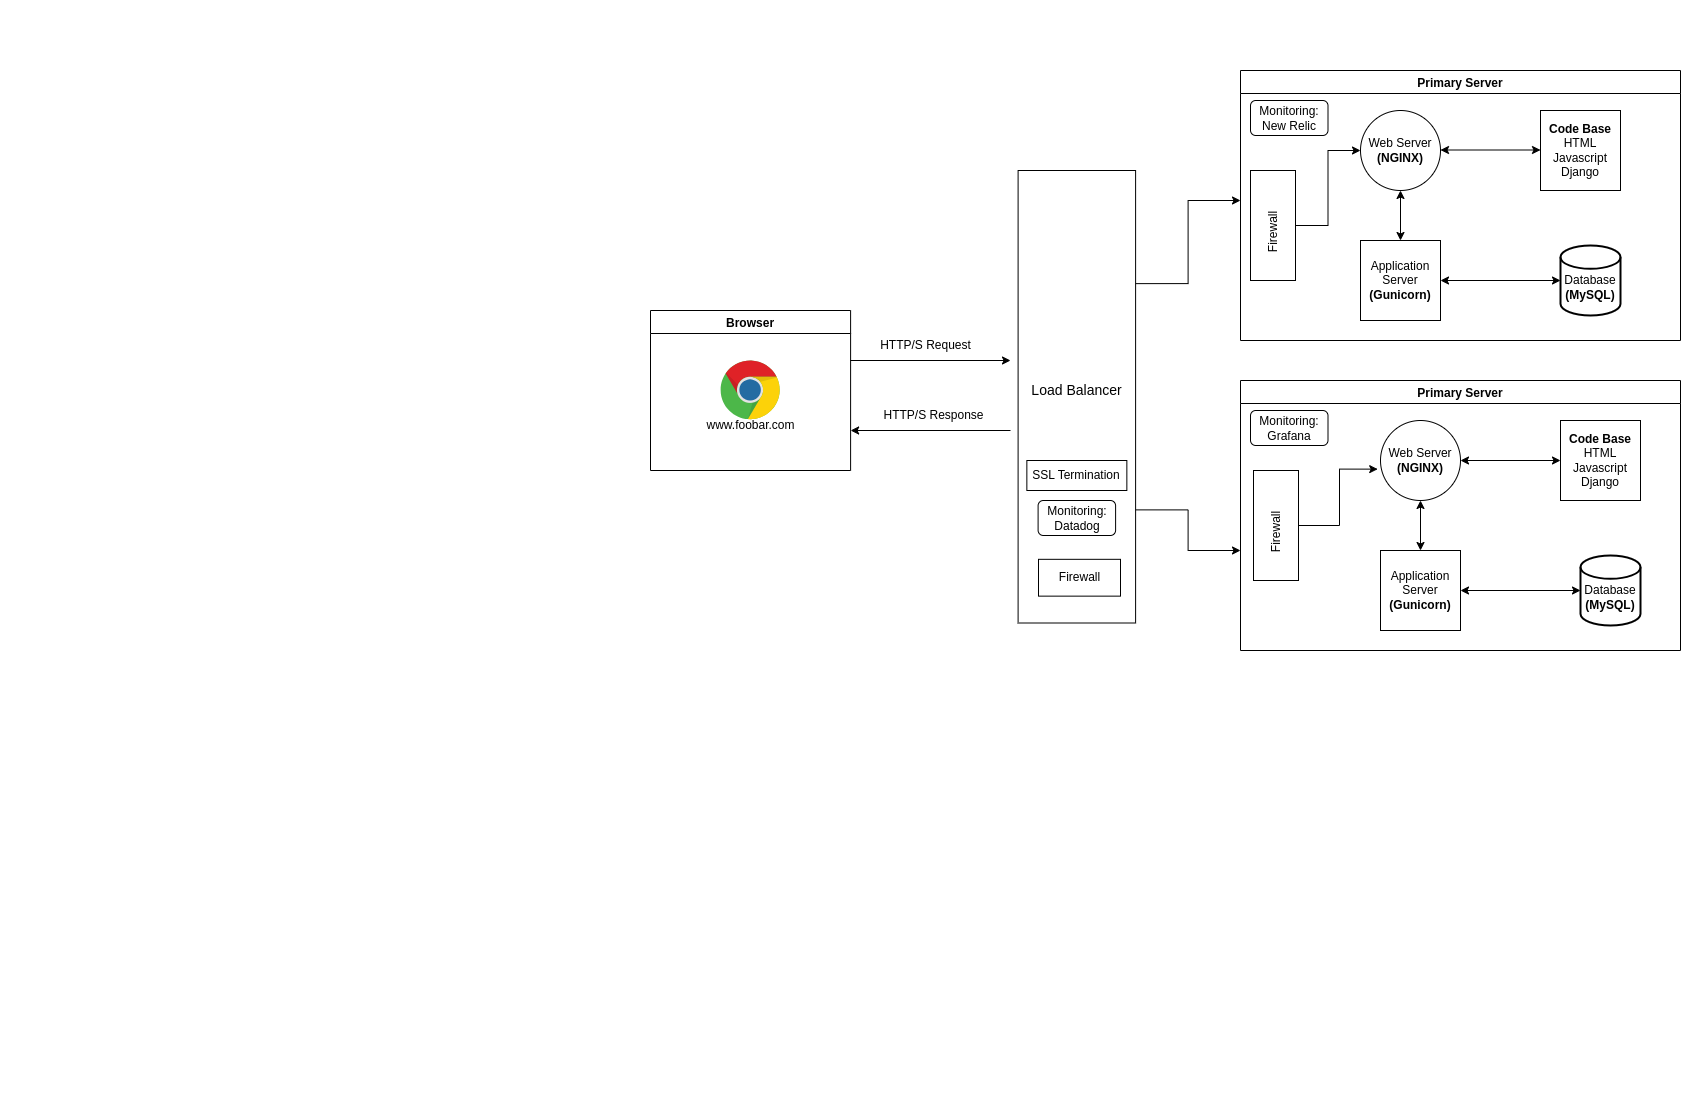 Browser
www.foobar.com
HTTP/S Request
HTTP/S Response
Load Balancer
SSL Termination
Monitoring:
Datadog
Firewall
Primary Server
Monitoring:
New Relic
Firewall
Web Server
(NGINX)
Code Base
HTML
Javascript
Django
Application
Server
(Gunicorn)
Database
(MySQL)
Primary Server
Monitoring:
Grafana
Firewall
Web Server
(NGINX)
Code Base
HTML
Javascript
Django
Application
Server
(Gunicorn)
Database
(MySQL)